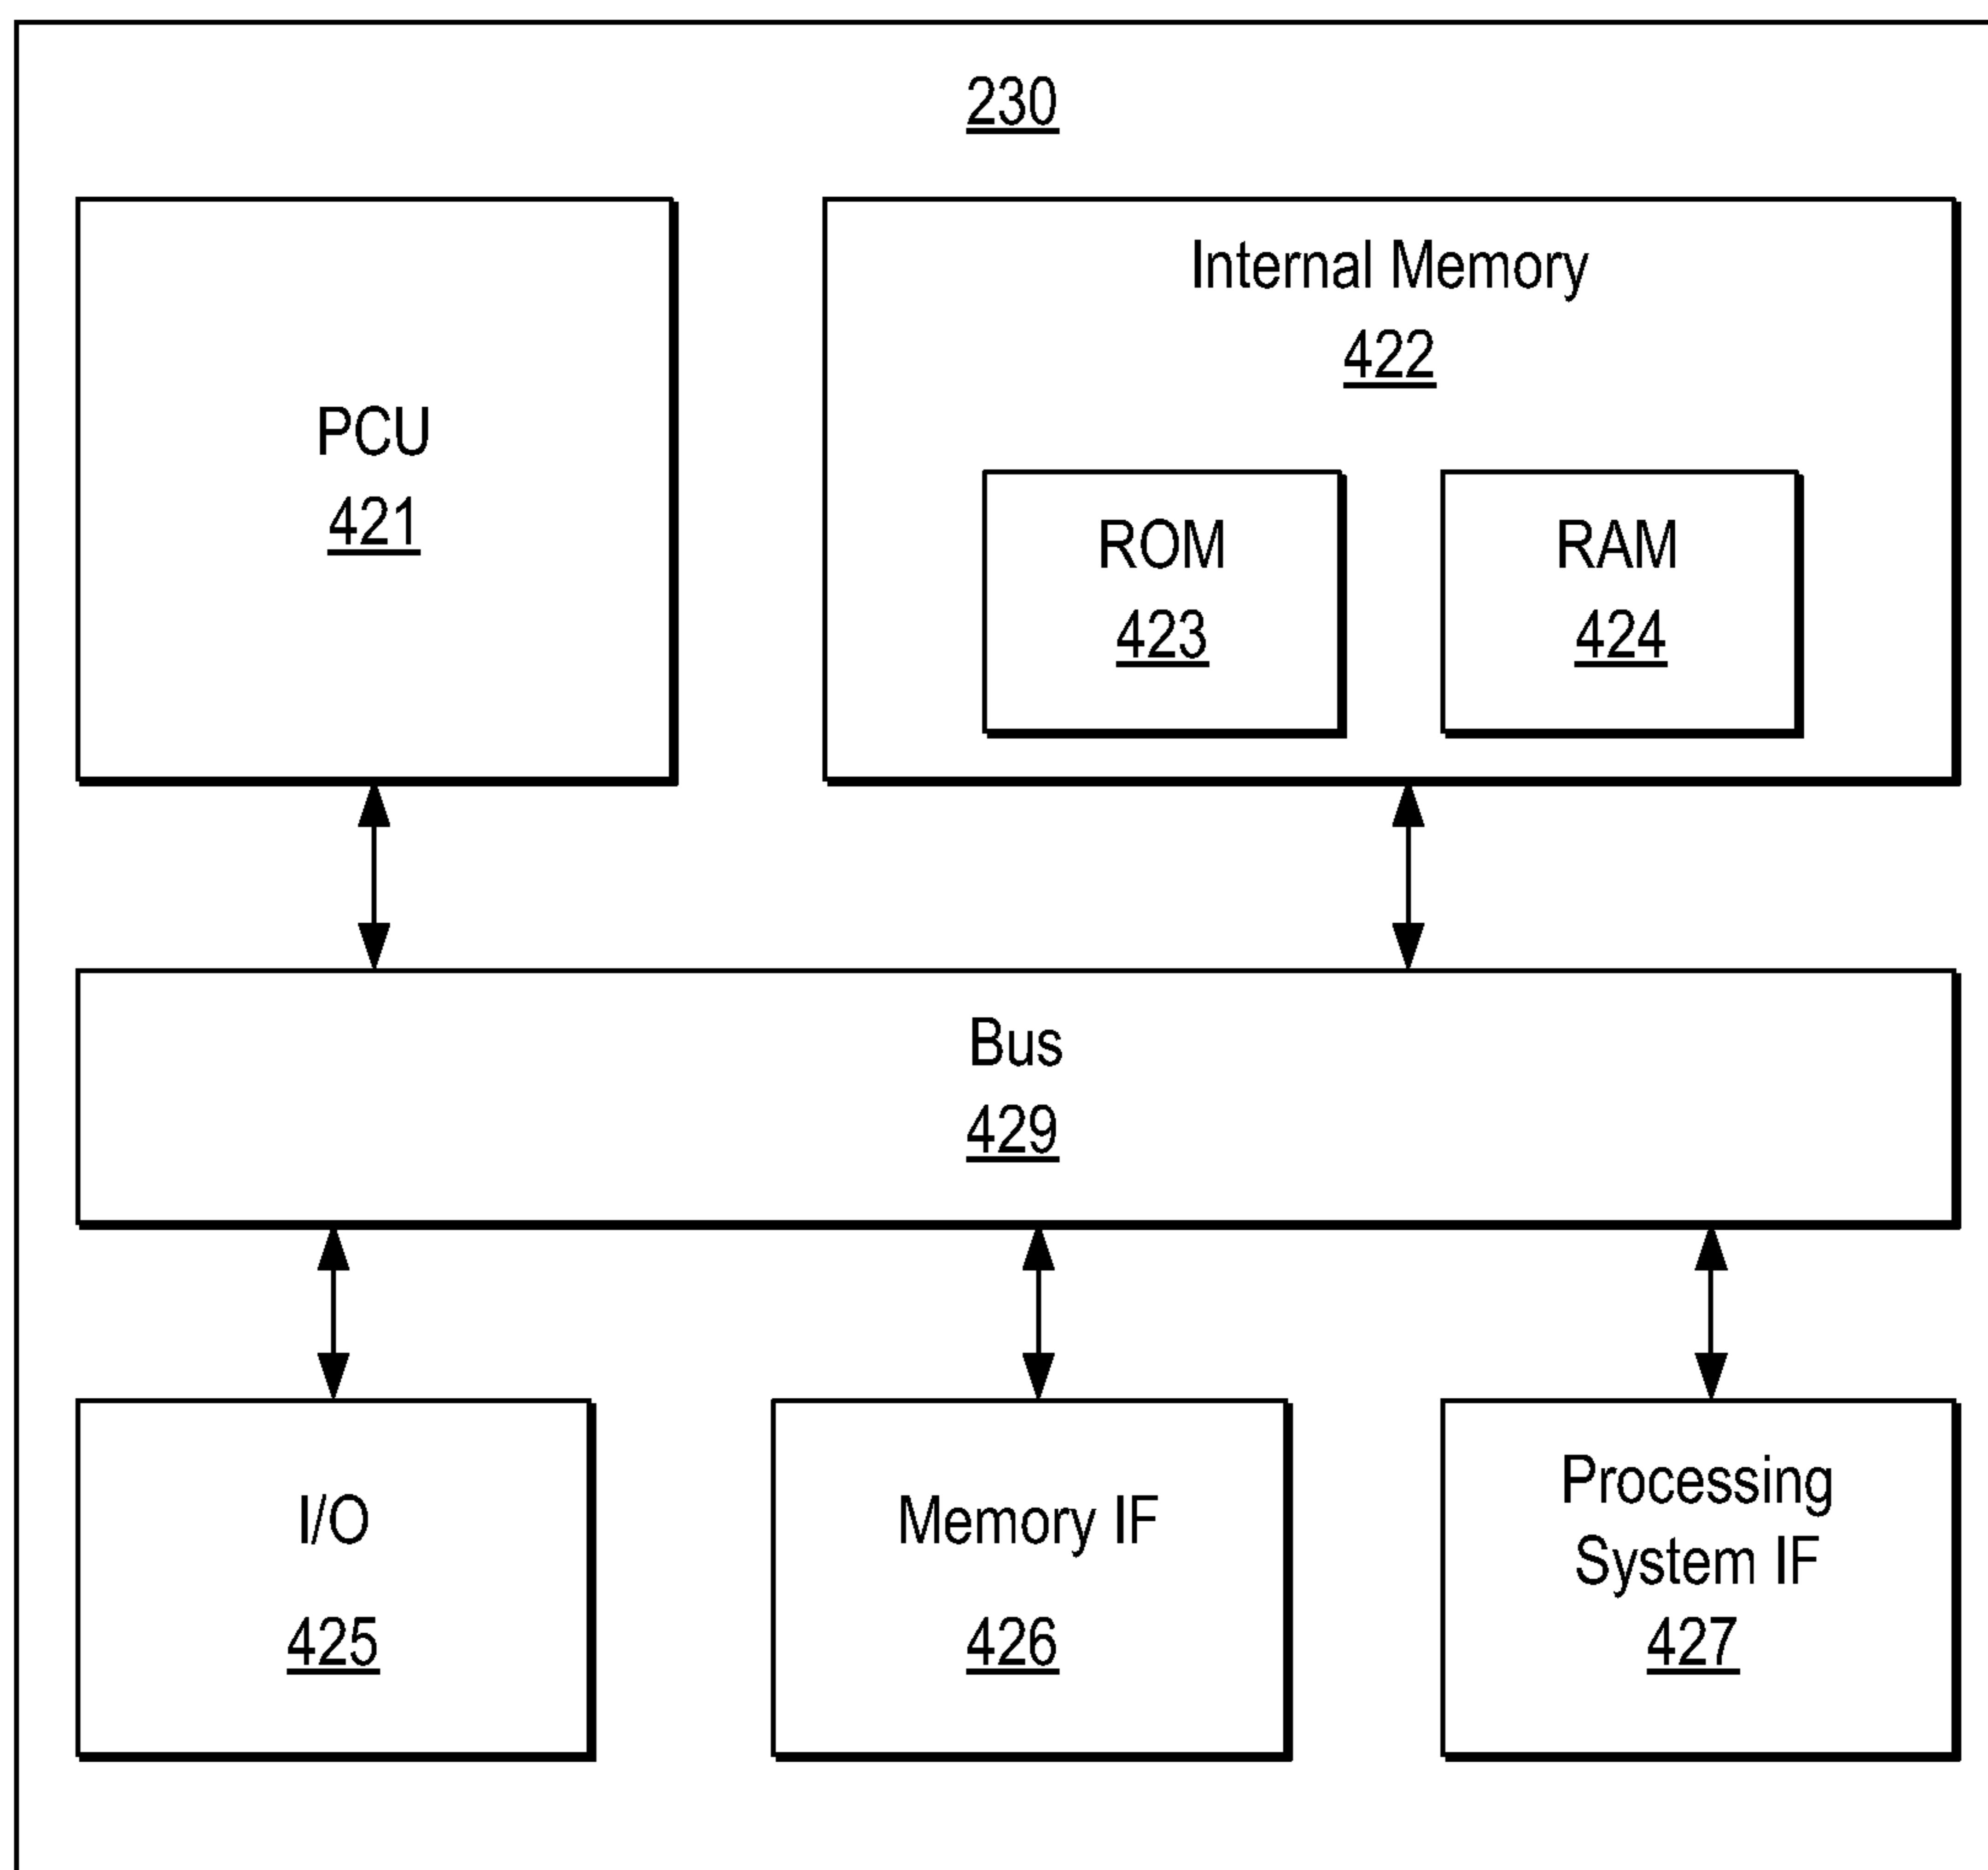 230
PCU
421
Internal Memory
422
ROM
423
RAM
424
Bus
429
I/O
425
Memory IF
426
Processing
System IF
427